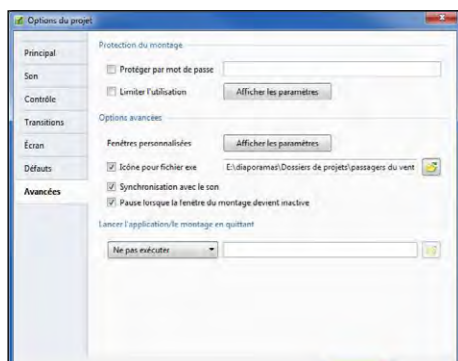 Options du projet
Principal
Son
Contrôle
Transitions
Écran
Défauts
Avancées
Protection du montage
Protéger par mot de passe
Limiter l'utilisation Afficher les paramètres
Options avancées
Fenêtres personnalisées Afficher les paramètres
Icône pour fichier exe E:\diaporamas\Dossiers de projets\passagers du vent
Synchronisation avec le son
Pause lorsque la fenêtre du montage devient inactive
Lancer l'application/le montage en quittant
Ne pas exécuter